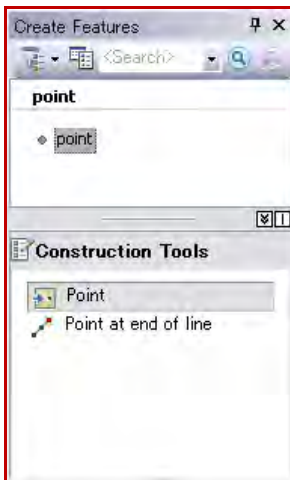 Create Features
<Search>
point
point
Construction Tools
Point
Point at end of line